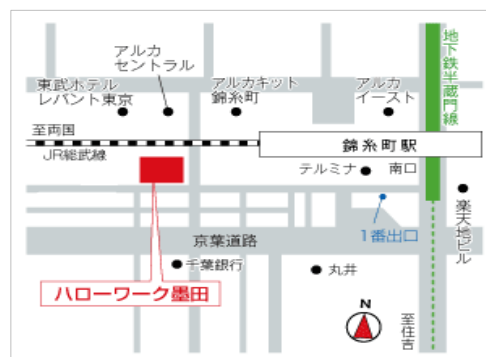 アルカ
セントラル
東武ホテル
レバント東京
アルカキット
錦糸町
アルカ
イースト
地下鉄半蔵門線
至両国
JR総武線
錦糸町駅
テルミナ
南口
1番出口
楽天地ビル
京葉道路
千葉銀行
丸井
ハローワーク墨田
N
至住吉